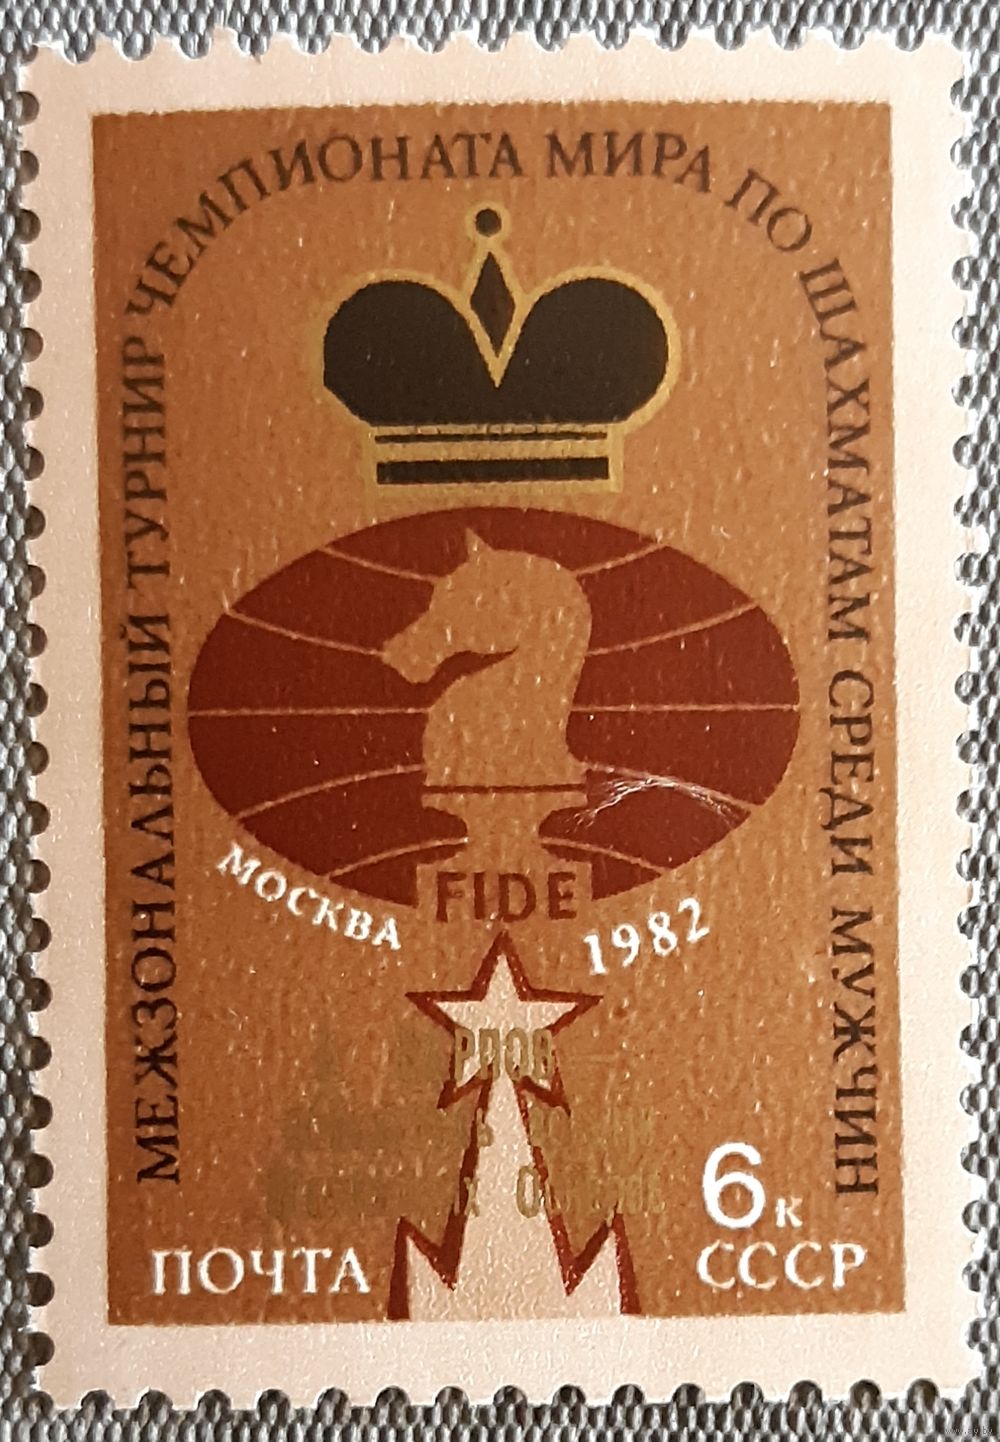 МЕЖЗОНАЛЬНЫЙ ТУРНИР ЧЕМПИОНАТА МИРА ПО ШАХМАТАМ СРЕДИ МУЖЧИН
FIDE
МОСКВА 1982
6к
ПОЧТА СССР